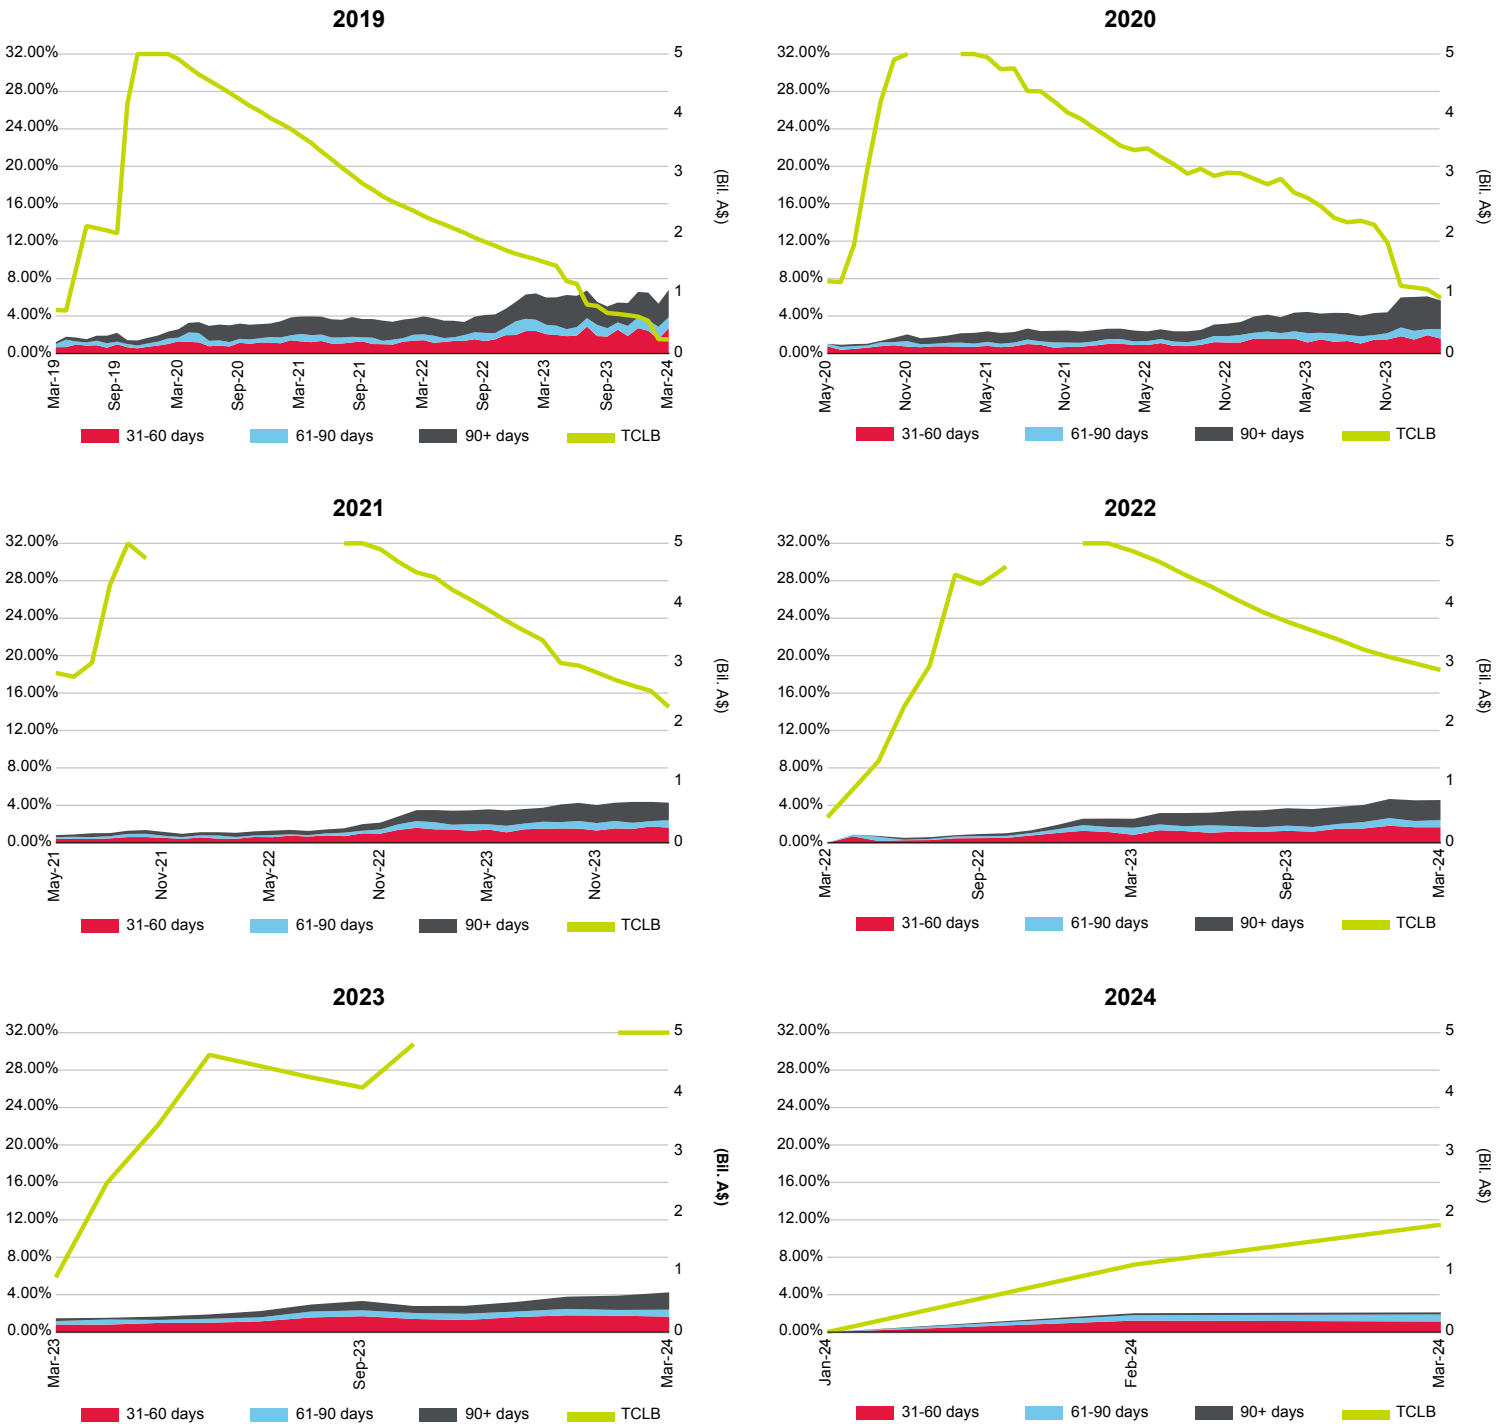 2019
32.00%
28.00%
24.00%
20.00%
16.00%
12.00%
8.00%
4.00%
0.00%
5
4
3
2
1
0
(Bil. A$)
Mar-19
Sep-19
Mar-20
Sep-20
Mar-21
Sep-21
Mar-22
Sep-22
Mar-23
Sep-23
Mar-24
31-60 days 61-90 days 90+ days TCLB
2020
32.00%
28.00%
24.00%
20.00%
16.00%
12.00%
8.00%
4.00%
0.00%
5
4
3
2
1
0
(Bil. A$)
May-20
Nov-20
May-21
Nov-21
May-22
Nov-22
May-23
Nov-23
31-60 days 61-90 days 90+ days TCLB
2021
32.00%
28.00%
24.00%
20.00%
16.00%
12.00%
8.00%
4.00%
0.00%
5
4
3
2
1
0
(Bil. A$)
May-21
Nov-21
May-22
Nov-22
May-23
Nov-23
31-60 days 61-90 days 90+ days TCLB
2022
32.00%
28.00%
24.00%
20.00%
16.00%
12.00%
8.00%
4.00%
0.00%
5
4
3
2
1
0
(Bil. A$)
Mar-22
Sep-22
Mar-23
Sep-23
Mar-24
31-60 days 61-90 days 90+ days TCLB
2023
32.00%
28.00%
24.00%
20.00%
16.00%
12.00%
8.00%
4.00%
0.00%
5
4
3
2
1
0
(Bil. A$)
Mar-23
Sep-23
Mar-24
31-60 days 61-90 days 90+ days TCLB
2024
32.00%
28.00%
24.00%
20.00%
16.00%
12.00%
8.00%
4.00%
0.00%
5
4
3
2
1
0
(Bil. A$)
Jan-24
Feb-24
Mar-24
31-60 days 61-90 days 90+ days TCLB